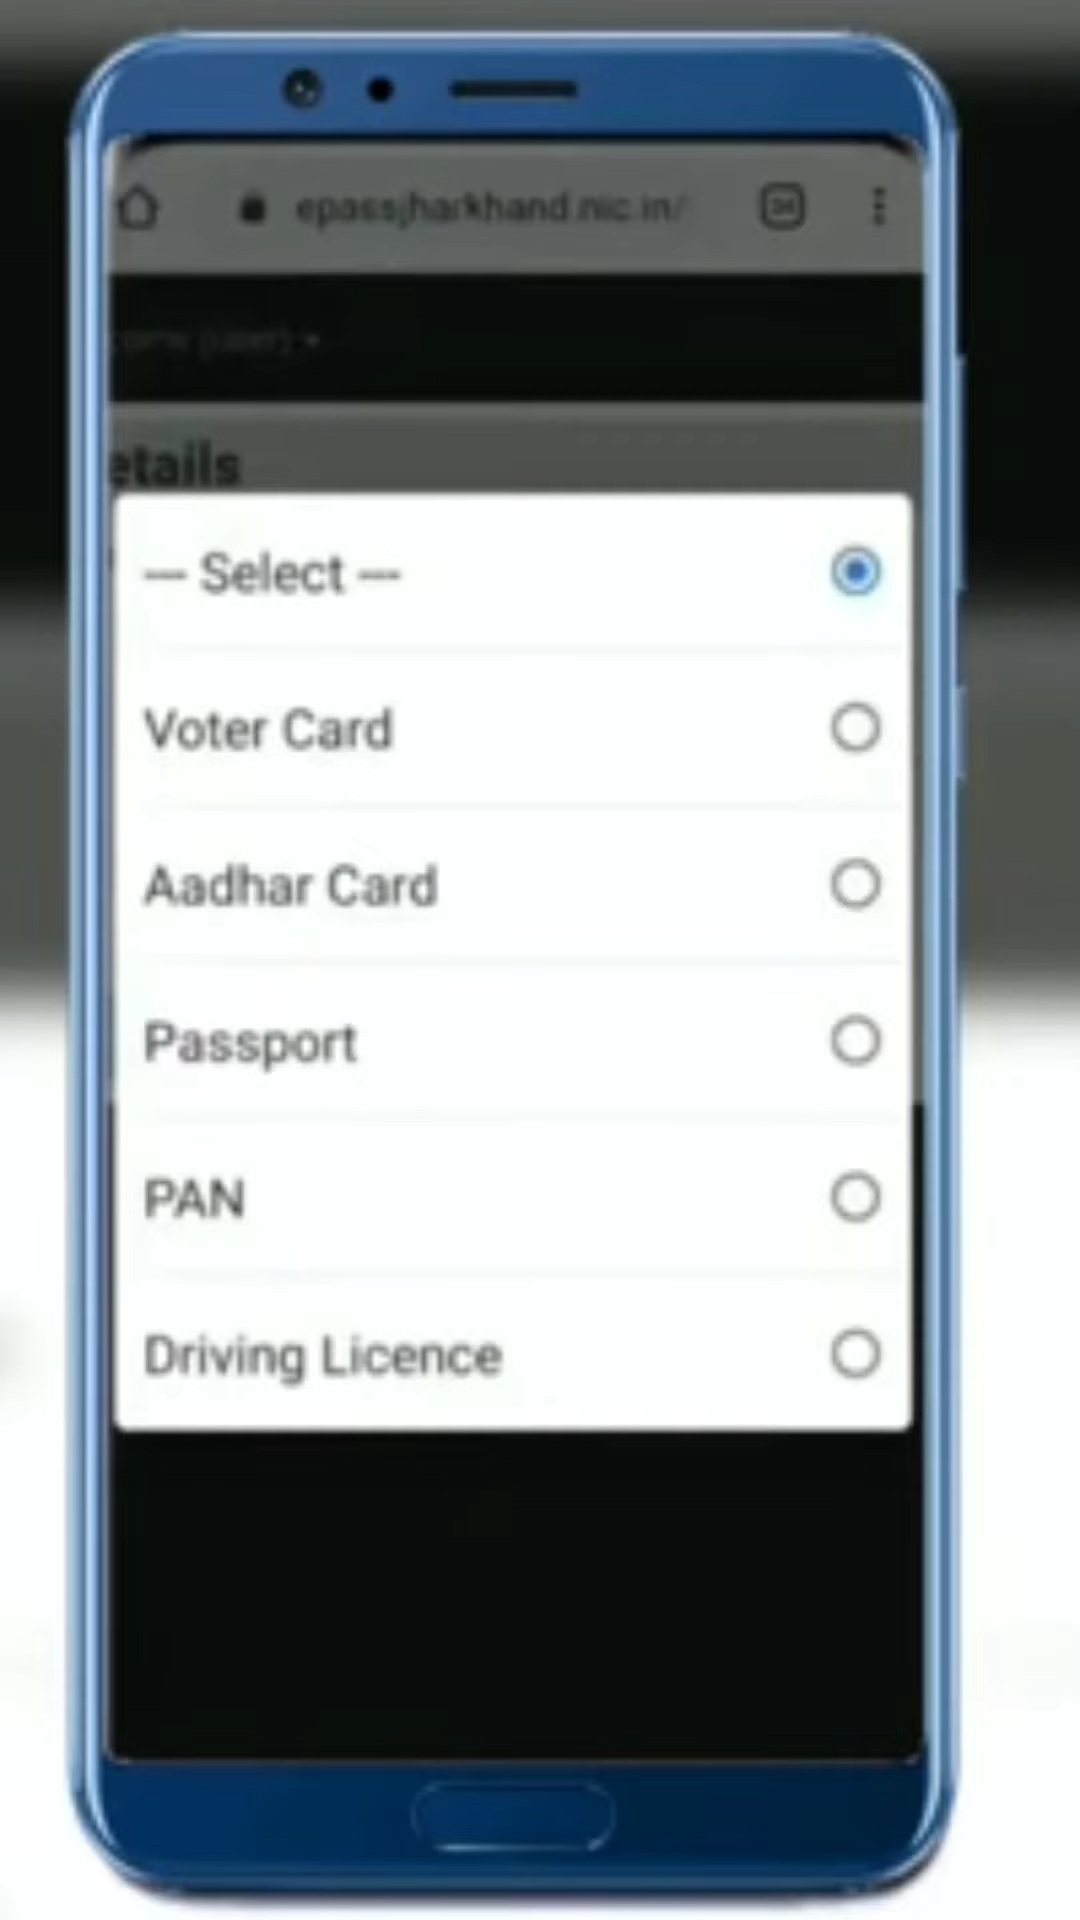 epassjharkhand.nic.in/
etails
--- Select ---
Voter Card
Aadhar Card
Passport
PAN
Driving Licence